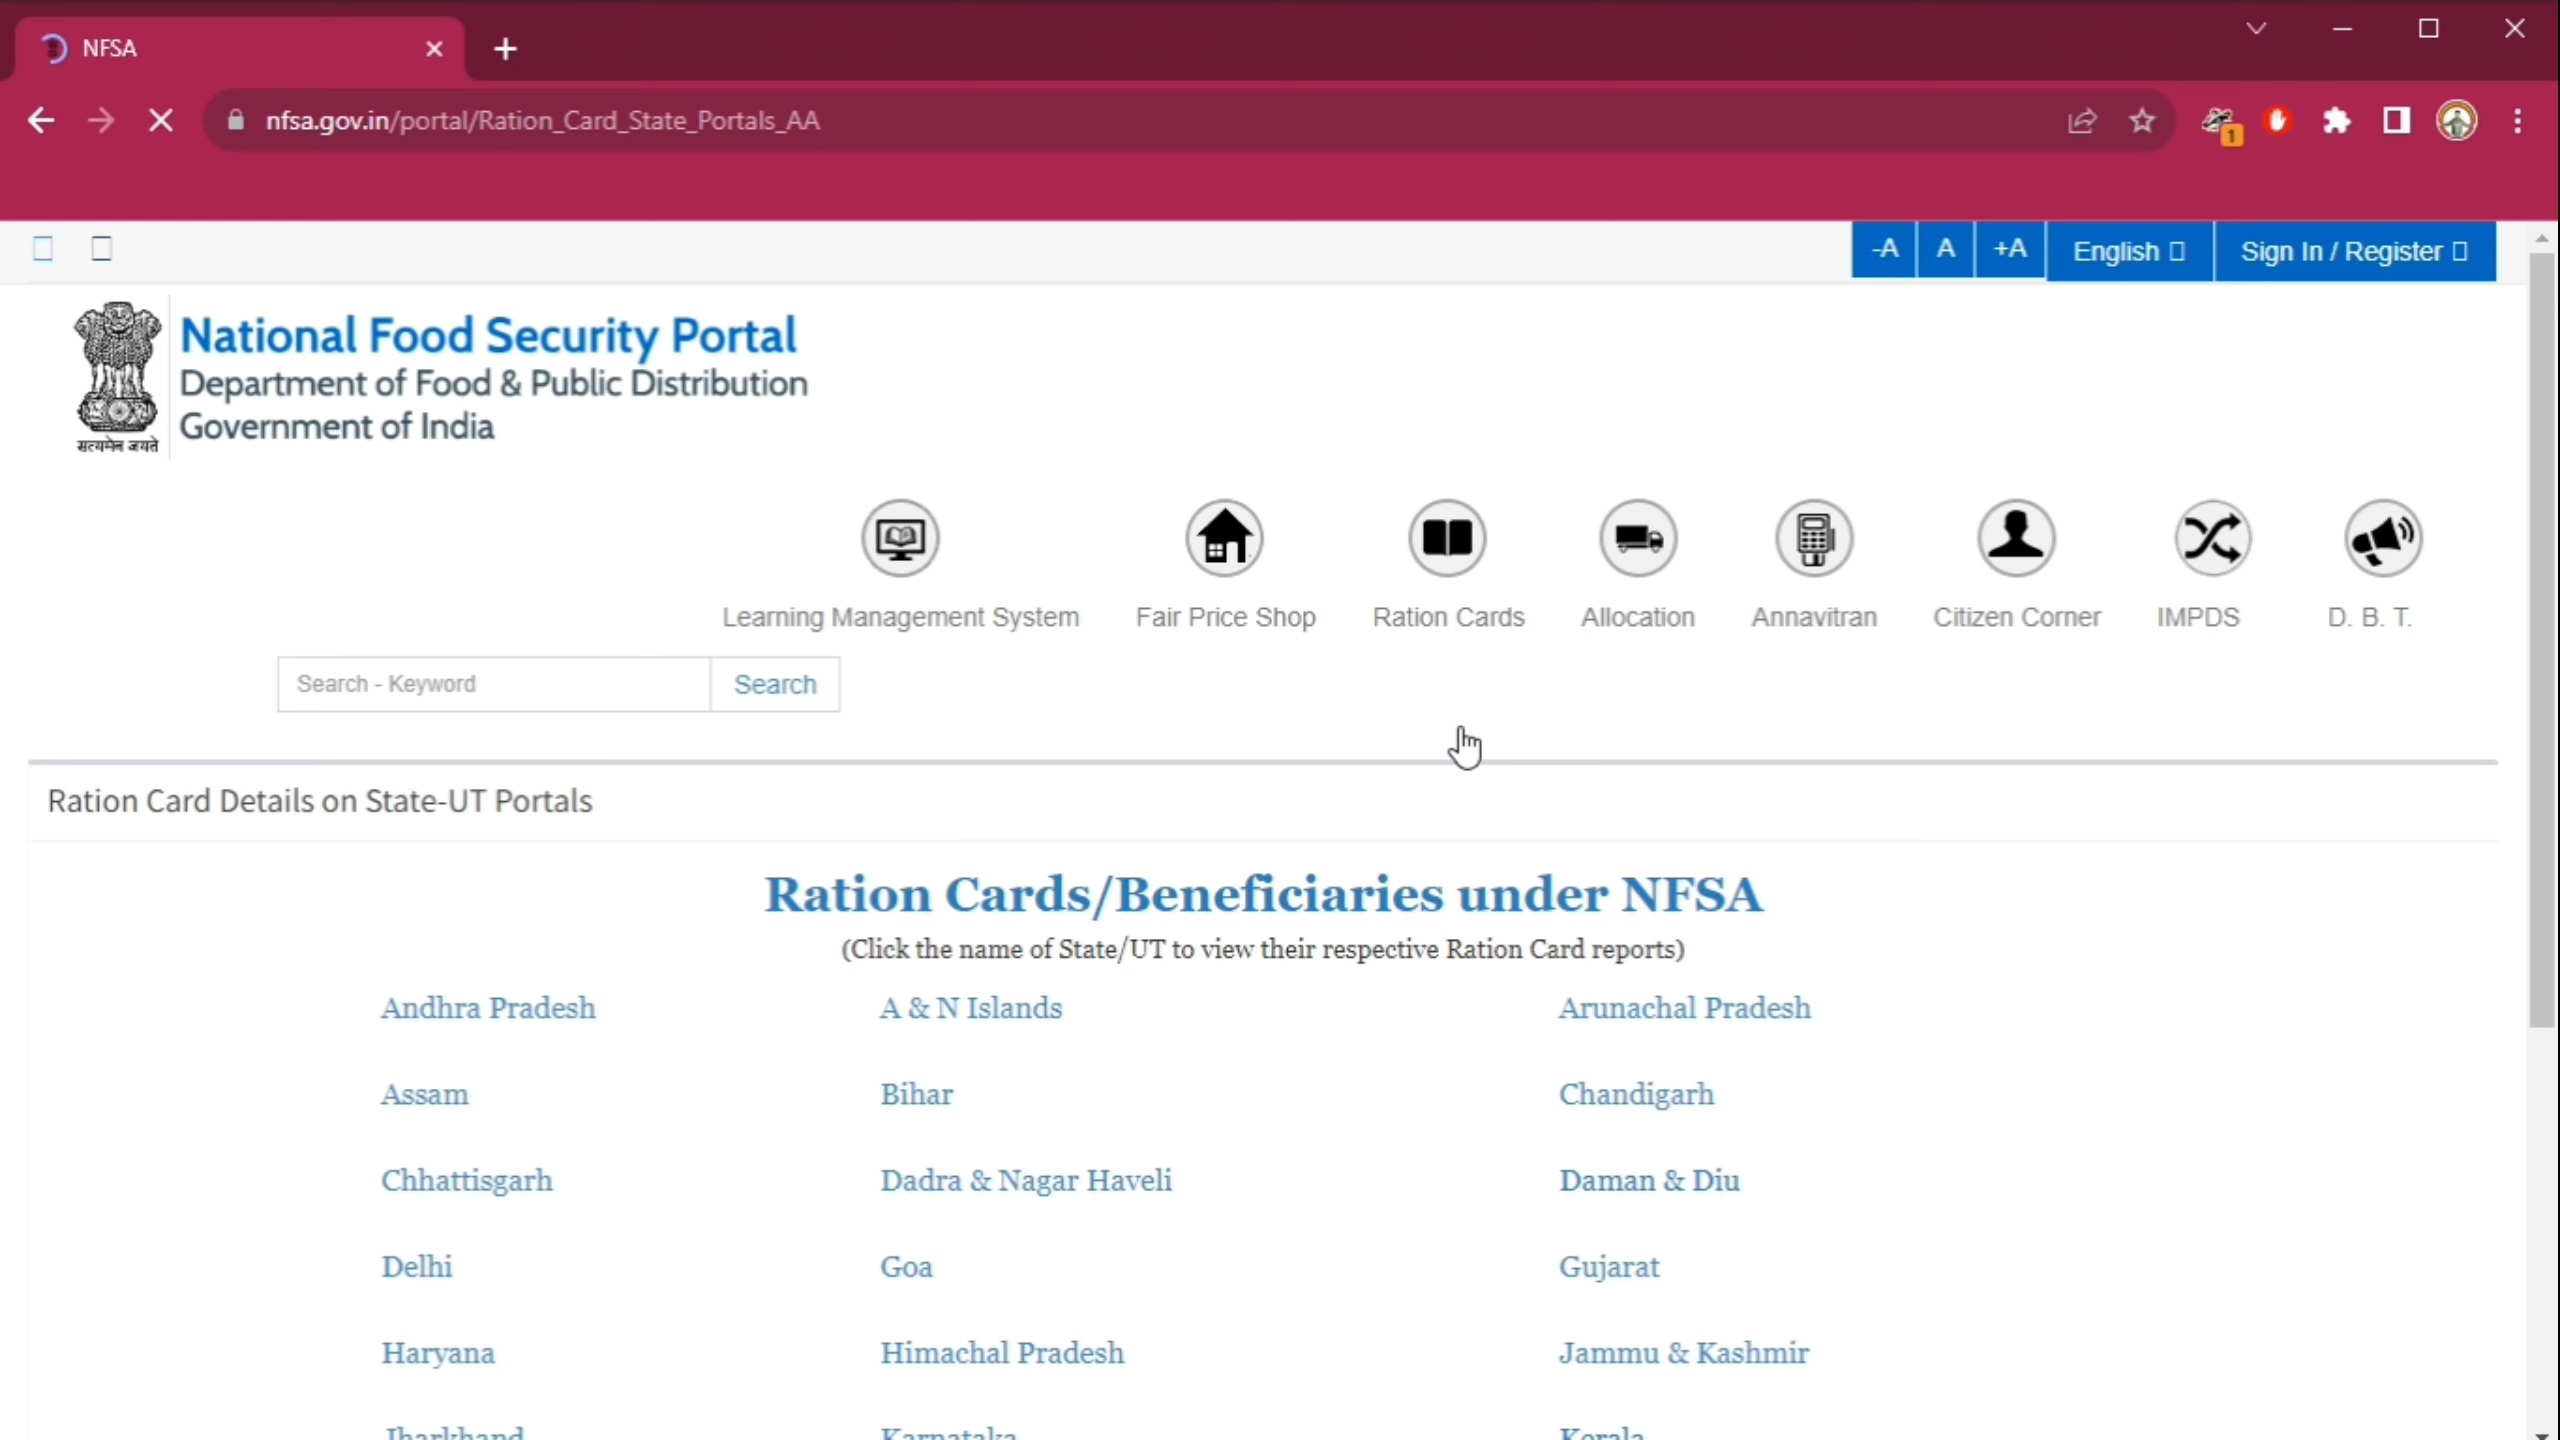 NFSA
nfsa.gov.in/portal/Ration_Card_State_Portals_AA
1
-A A +A English Sign In / Register
National Food Security Portal
Department of Food & Public Distribution
Government of India
सत्यमेव जयते
Learning Management System Fair Price Shop Ration Cards Allocation Annavitran Citizen Corner IMPDS D. B. T.
Search - Keyword Search
Ration Card Details on State-UT Portals
Ration Cards/Beneficiaries under NFSA
(Click the name of State/UT to view their respective Ration Card reports)
Andhra Pradesh A & N Islands Arunachal Pradesh
Assam Bihar Chandigarh
Chhattisgarh Dadra & Nagar Haveli Daman & Diu
Delhi Goa Gujarat
Haryana Himachal Pradesh Jammu & Kashmir
Jharkhand Karnataka Kerala